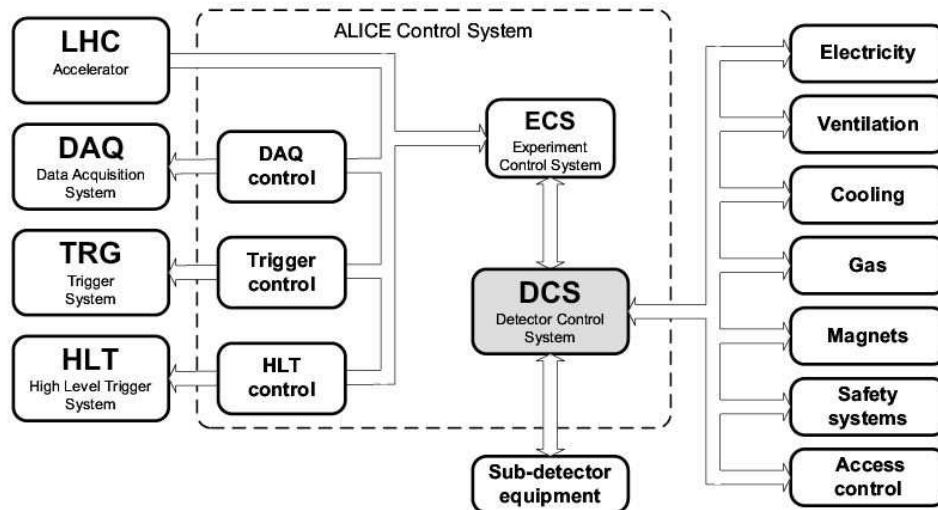 ALICE Control System
LHC
Accelerator
DAQ
Data Acquisition
System
TRG
Trigger
System
HLT
High Level Trigger
System
DAQ
control
Trigger
control
HLT
control
ECS
Experiment
Control System
DCS
Detector Control
System
Sub-detector
equipment
Electricity
Ventilation
Cooling
Gas
Magnets
Safety
systems
Access
control